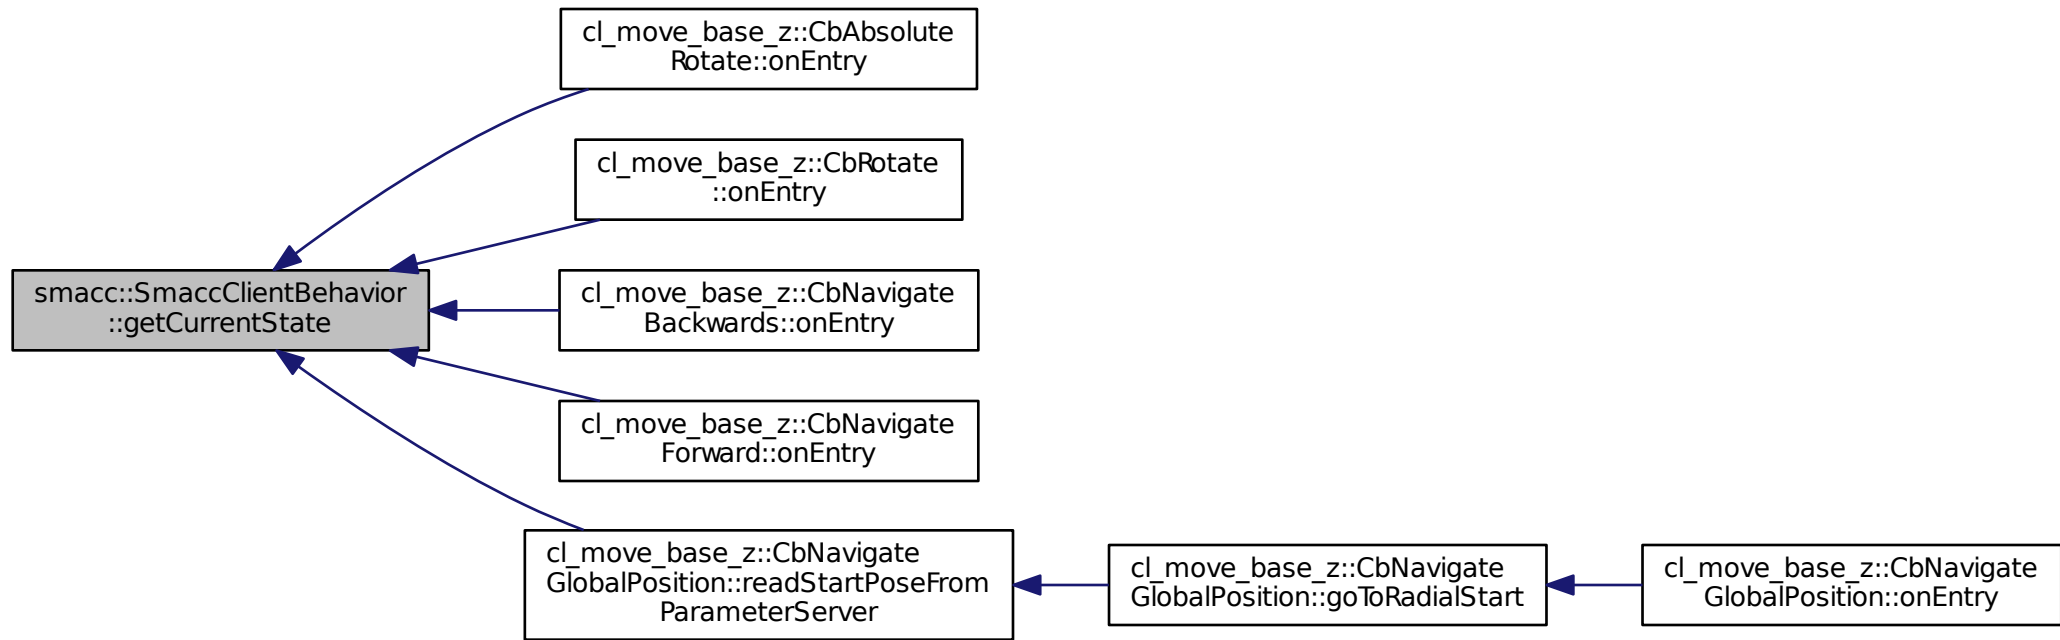 cl_move_base_z::CbAbsolute
Rotate::onEntry
cl_move_base_z::CbRotate
::onEntry
smacc::SmaccClientBehavior
::getCurrentState
cl_move_base_z::CbNavigate
Backwards::onEntry
cl_move_base_z::CbNavigate
Forward::onEntry
cl_move_base_z::CbNavigate
GlobalPosition::readStartPoseFrom
ParameterServer
cl_move_base_z::CbNavigate
GlobalPosition::goToRadialStart
cl_move_base_z::CbNavigate
GlobalPosition::onEntry